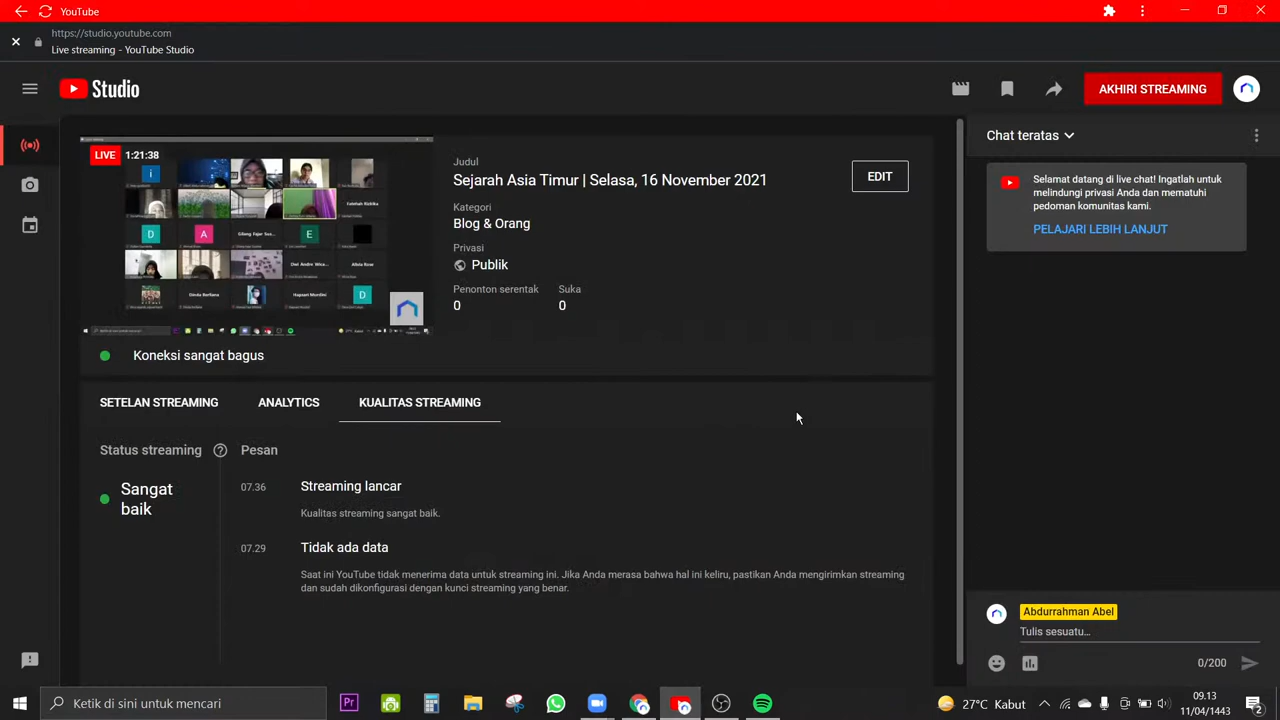 YouTube
https://studio.youtube.com
Live streaming - YouTube Studio
Studio
AKHIRI STREAMING
LIVE 1:21:38
Judul
Sejarah Asia Timur | Selasa, 16 November 2021
EDIT
Kategori
Blog & Orang
Privasi
Publik
Penonton serentak
Suka
0
0
Koneksi sangat bagus
SETELAN STREAMING
ANALYTICS
KUALITAS STREAMING
Status streaming
Pesan
Sangat
baik
07.36
Streaming lancar
Kualitas streaming sangat baik.
07.29
Tidak ada data
Saat ini YouTube tidak menerima data untuk streaming ini. Jika Anda merasa bahwa hal ini keliru, pastikan Anda mengirimkan streaming
dan sudah dikonfigurasi dengan kunci streaming yang benar.
Chat teratas
Selamat datang di live chat! Ingatlah untuk
melindungi privasi Anda dan mematuhi
pedoman komunitas kami.
PELAJARI LEBIH LANJUT
Abdurrahman Abel
Tulis sesuatu...
0/200
Ketik di sini untuk mencari
Pr
27°C Kabut
09.13
11/04/1443
2